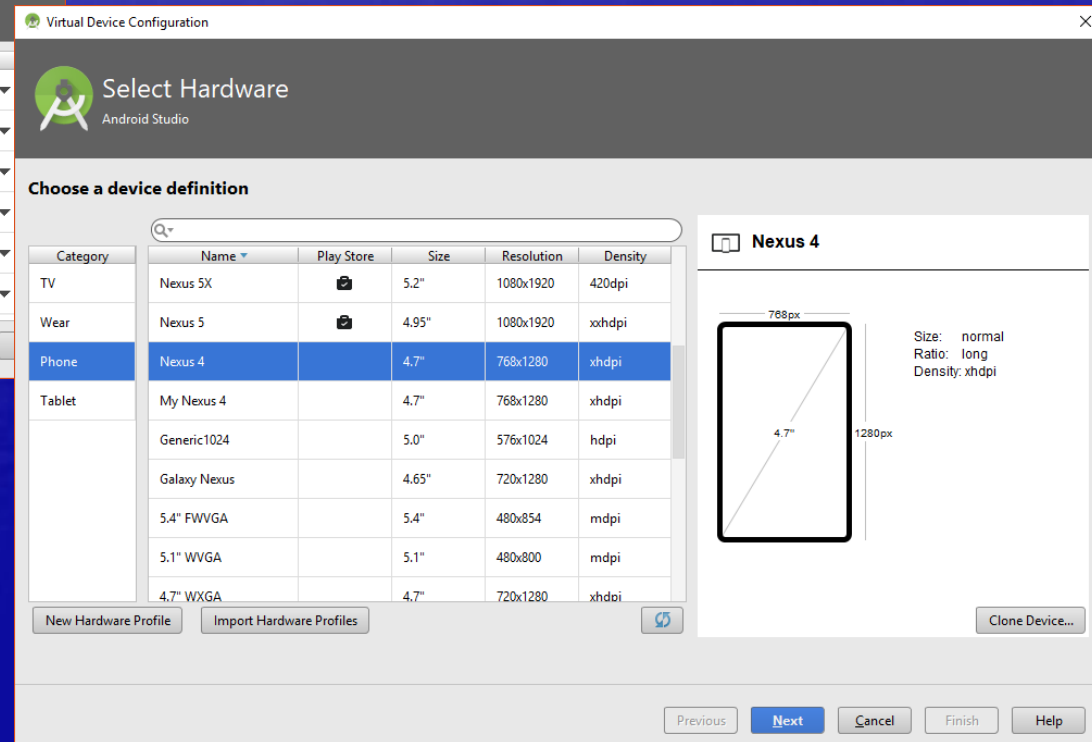 Virtual Device Configuration
Select Hardware
Android Studio
Choose a device definition
Category
TV
Wear
Phone
Tablet
Name Play Store Size Resolution Density
Nexus 5X 5.2" 1080x1920 420dpi
Nexus 5 4.95" 1080x1920 xxhdpi
Nexus 4 4.7" 768x1280 xhdpi
My Nexus 4 4.7" 768x1280 xhdpi
Generic1024 5.0" 576x1024 hdpi
Galaxy Nexus 4.65" 720x1280 xhdpi
5.4" FWVGA 5.4" 480x854 mdpi
5.1" WVGA 5.1" 480x800 mdpi
4.7" WXGA 4.7" 720x1280 xhdpi
New Hardware Profile Import Hardware Profiles
Nexus 4
768px
4.7"
1280px
Size: normal
Ratio: long
Density: xhdpi
Clone Device...
Previous Next Cancel Finish Help